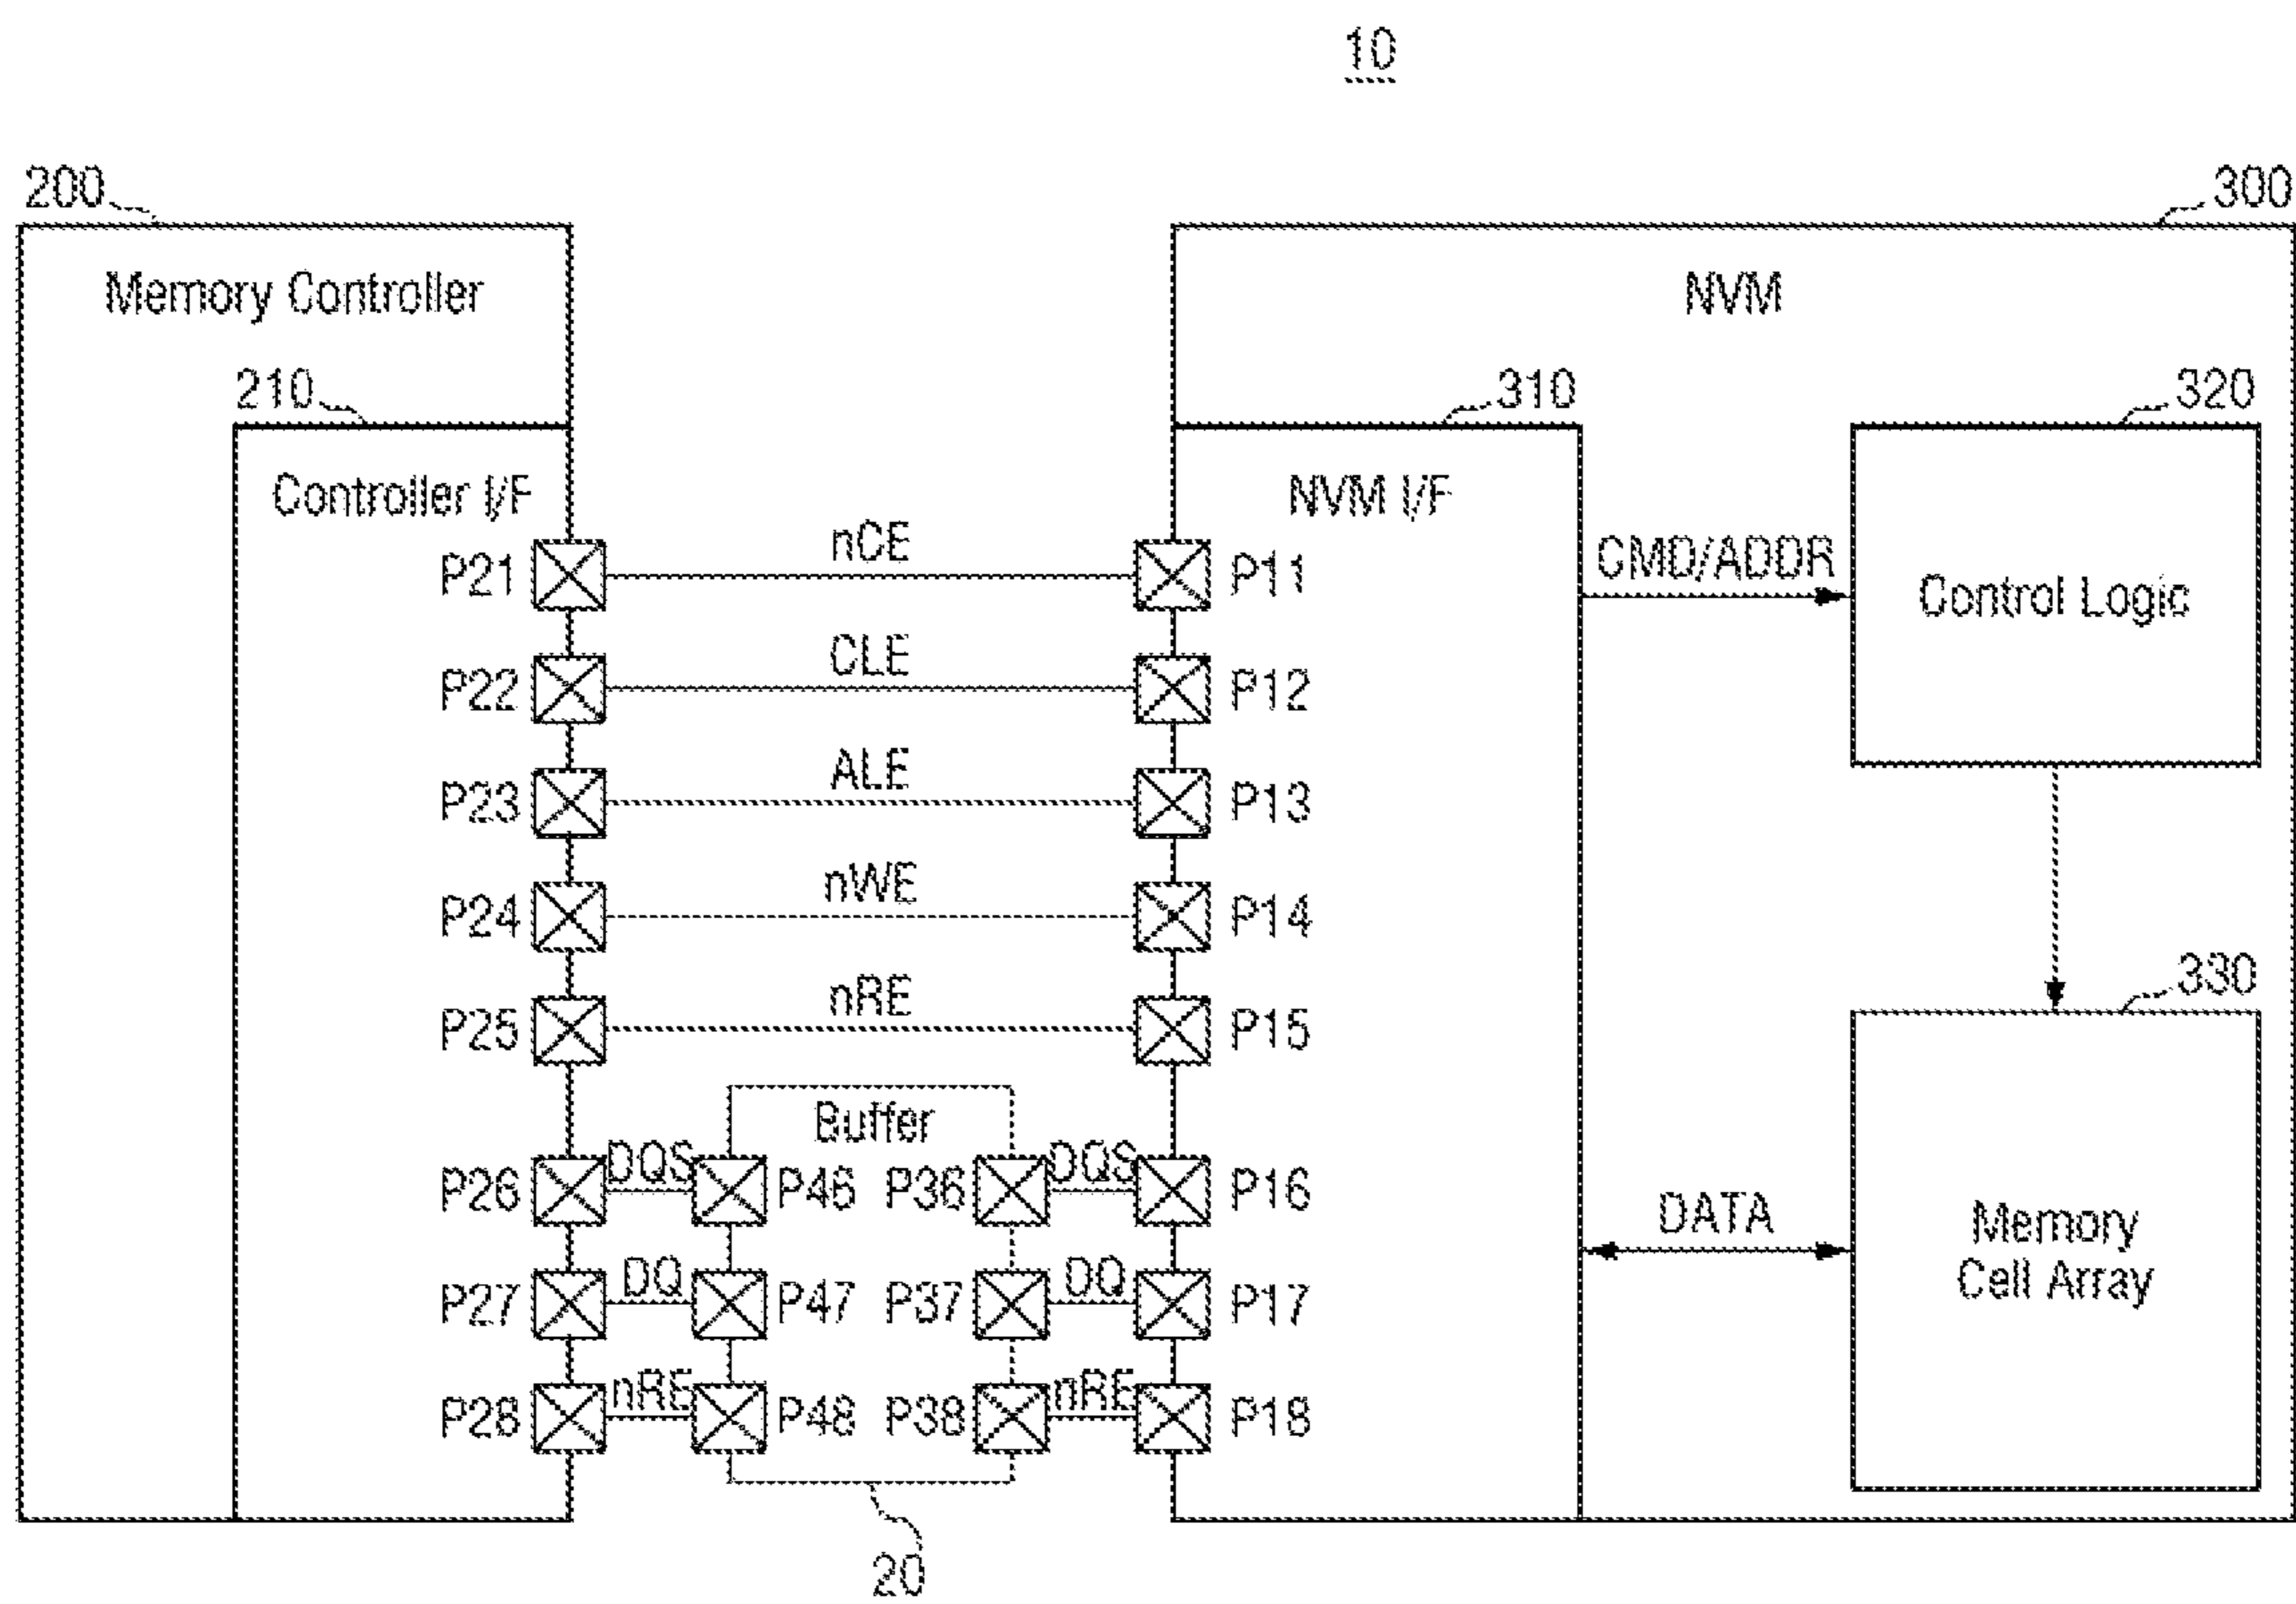 10
200
300
Memory Controller
NVM
210
310
320
Controller I/F
NVM I/F
Control Logic
CMD/ADDR
P21 nCE P11
P22 CLE P12
P23 ALE P13
P24 nWE P14
P25 nRE P15
330
Buffer
P26 DQS P46 P36 DQS P16
P27 DQ P47 P37 DQ P17
P28 nRE P48 P38 nRE P18
DATA
Memory
Cell Array
20